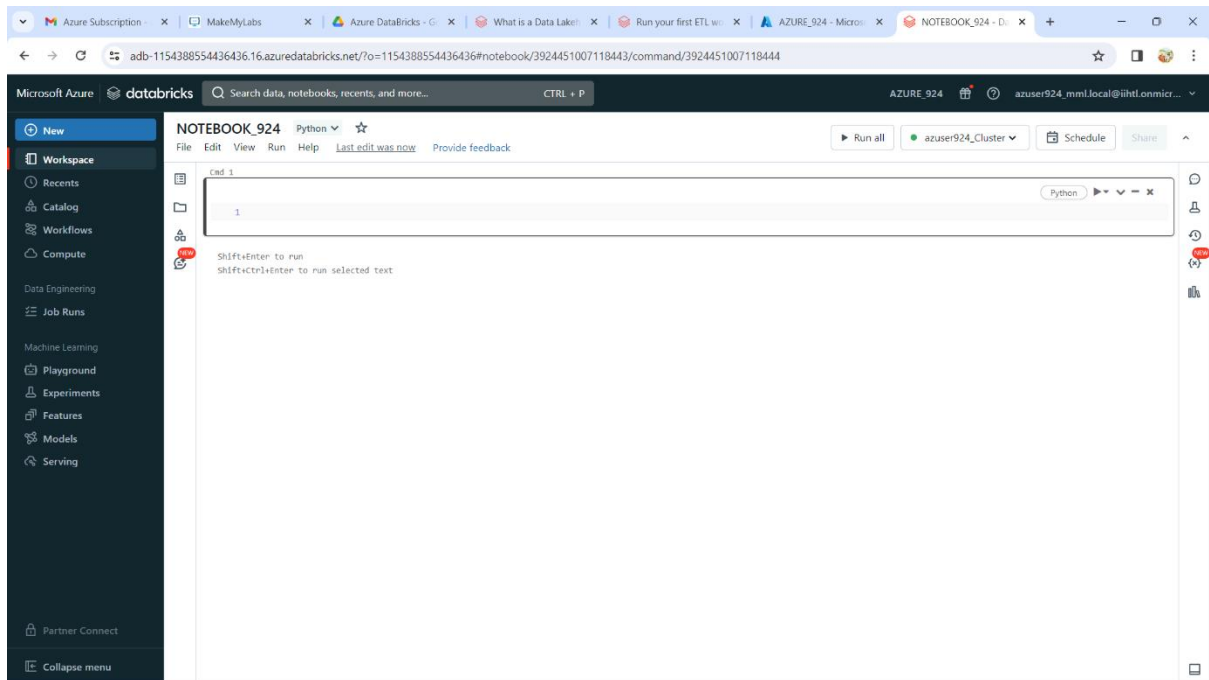 Azure Subscription -
MakeMyLabs
Azure DataBricks - G
What is a Data Lakeh
Run your first ETL wo
AZURE_924 - Micros
NOTEBOOK_924 - Da
adb-1154388554436436.16.azuredatabricks.net/?o=1154388554436436#notebook/3924451007118443/command/3924451007118444
Microsoft Azure databricks Search data, notebooks, recents, and more... CTRL + P AZURE_924 azuser924_mml.local@iihtl.onmicr...
New
Workspace
Recents
Catalog
Workflows
Compute
Data Engineering
Job Runs
Machine Learning
Playground
Experiments
Features
Models
Serving
Partner Connect
Collapse menu
NOTEBOOK_924 Python
File Edit View Run Help Last edit was now Provide feedback
Run all azuser924_Cluster Schedule Share
Cmd 1
Python
1
Shift+Enter to run
Shift+Ctrl+Enter to run selected text
NEW
NEW